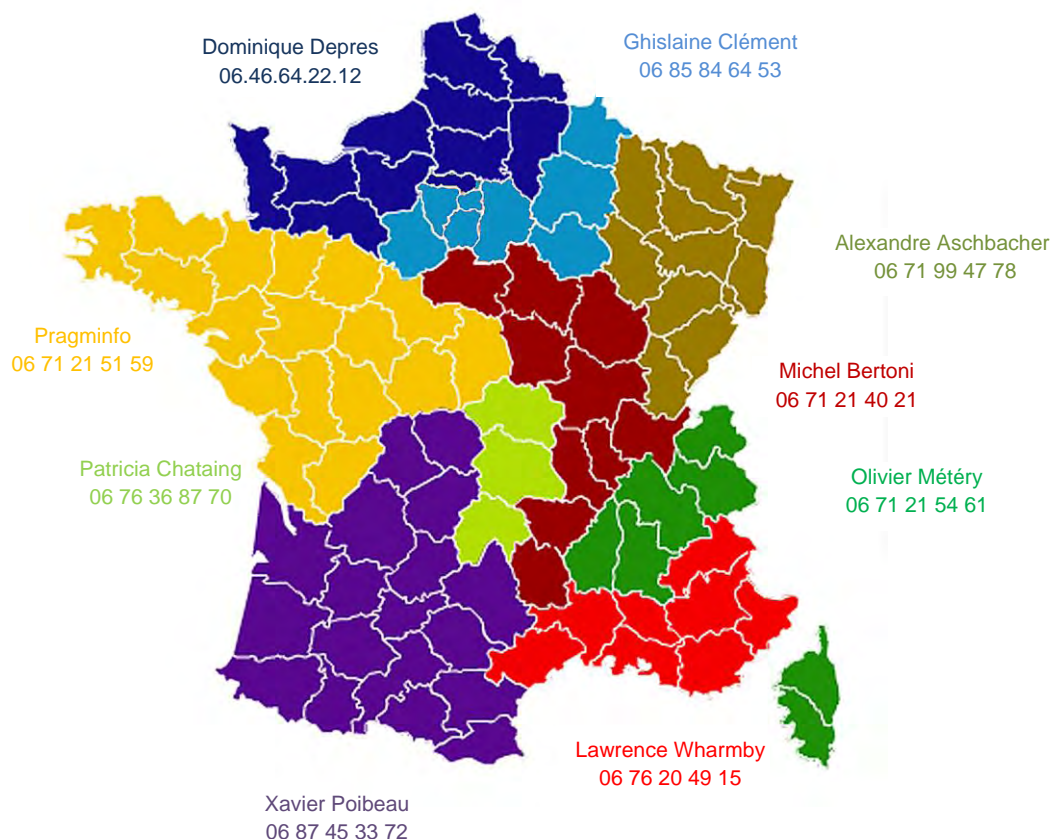 Dominique Depres
06.46.64.22.12
Ghislaine Clément
06 85 84 64 53
Alexandre Aschbacher
06 71 99 47 78
Pragminfo
06 71 21 51 59
Michel Bertoni
06 71 21 40 21
Patricia Chataing
06 76 36 87 70
Olivier Météry
06 71 21 54 61
Lawrence Wharmby
06 76 20 49 15
Xavier Poibeau
06 87 45 33 72